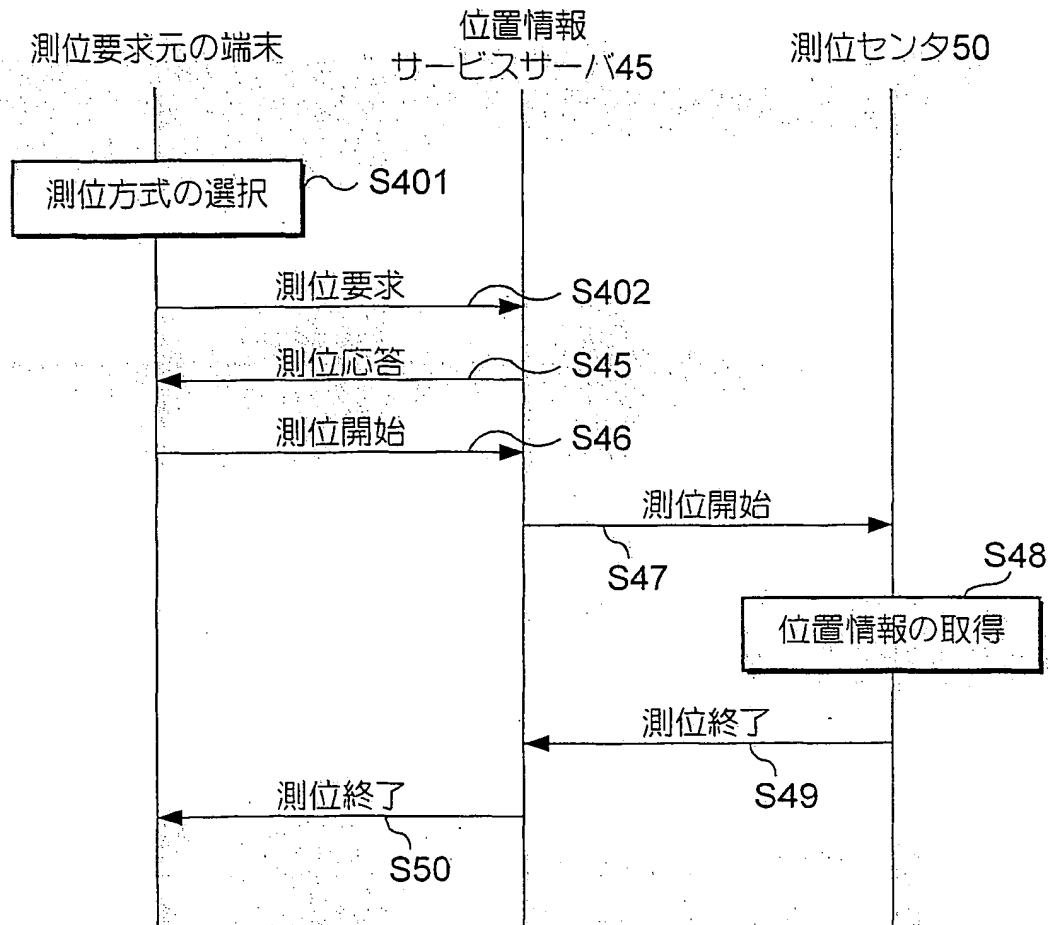 測位要求元の端末
位置情報
サービスサーバ45
測位センタ50
測位方式の選択
S401
測位要求
S402
測位応答
S45
測位開始
S46
測位開始
S47
S48
位置情報の取得
測位終了
S49
測位終了
S50